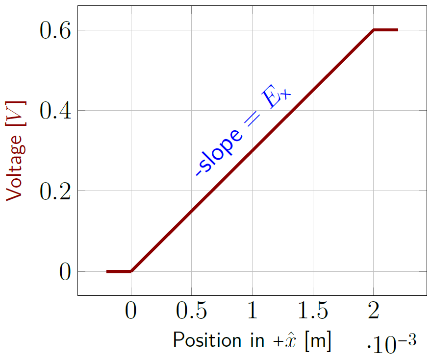 0.6
0.4
0.2
0
Voltage [V]
-slope = Eₓ
0 0.5 1 1.5 2
Position in +x̂ [m]
·10⁻³